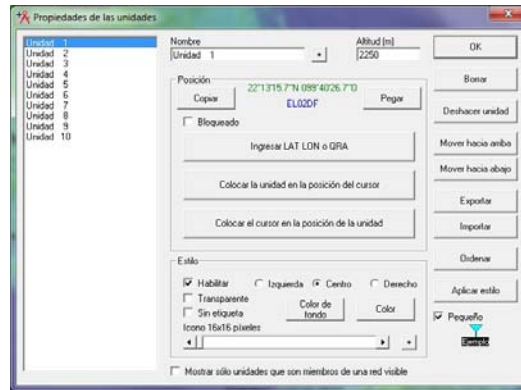 Propiedades de las unidades
Unidad 1
Unidad 2
Unidad 3
Unidad 4
Unidad 5
Unidad 6
Unidad 7
Unidad 8
Unidad 9
Unidad 10
Nombre
Unidad 1
+
Altitud (m)
2250
Posición
Copiar
22°13'15.7"N 099°40'26.7"O
EL02DF
Pegar
Bloqueado
Ingresar LAT LON o QRA
Colocar la unidad en la posición del cursor
Colocar el cursor en la posición de la unidad
Estilo
Habilitar
Izquierda
Centro
Derecho
Transparente
Sin etiqueta
Color de fondo
Color
Icono 16x16 píxeles
+
Mostrar sólo unidades que son miembros de una red visible
OK
Borrar
Deshacer unidad
Mover hacia arriba
Mover hacia abajo
Exportar
Importar
Ordenar
Aplicar estilo
Pequeño
Ejemplo